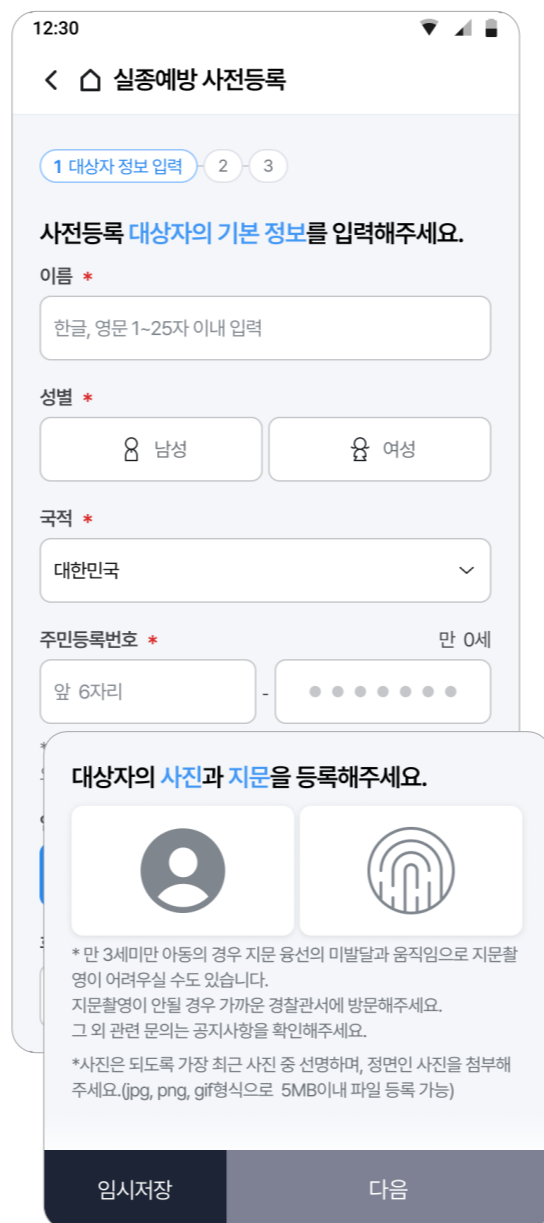 12:30
실종예방 사전등록
1 대상자 정보 입력 2 3
사전등록 대상자의 기본 정보를 입력해주세요.
이름 *
한글, 영문 1~25자 이내 입력
성별 *
남성 여성
국적 *
대한민국
주민등록번호 * 만 0세
앞 6자리 -
*
대상자의 사진과 지문을 등록해주세요.
* 만 3세미만 아동의 경우 지문 융선의 미발달과 움직임으로 지문촬
영이 어려우실 수도 있습니다.
지문촬영이 안될 경우 가까운 경찰관서에 방문해주세요.
그 외 관련 문의는 공지사항을 확인해주세요.
*사진은 되도록 가장 최근 사진 중 선명하며, 정면인 사진을 첨부해
주세요.(jpg, png, gif형식으로 5MB이내 파일 등록 가능)
임시저장 다음